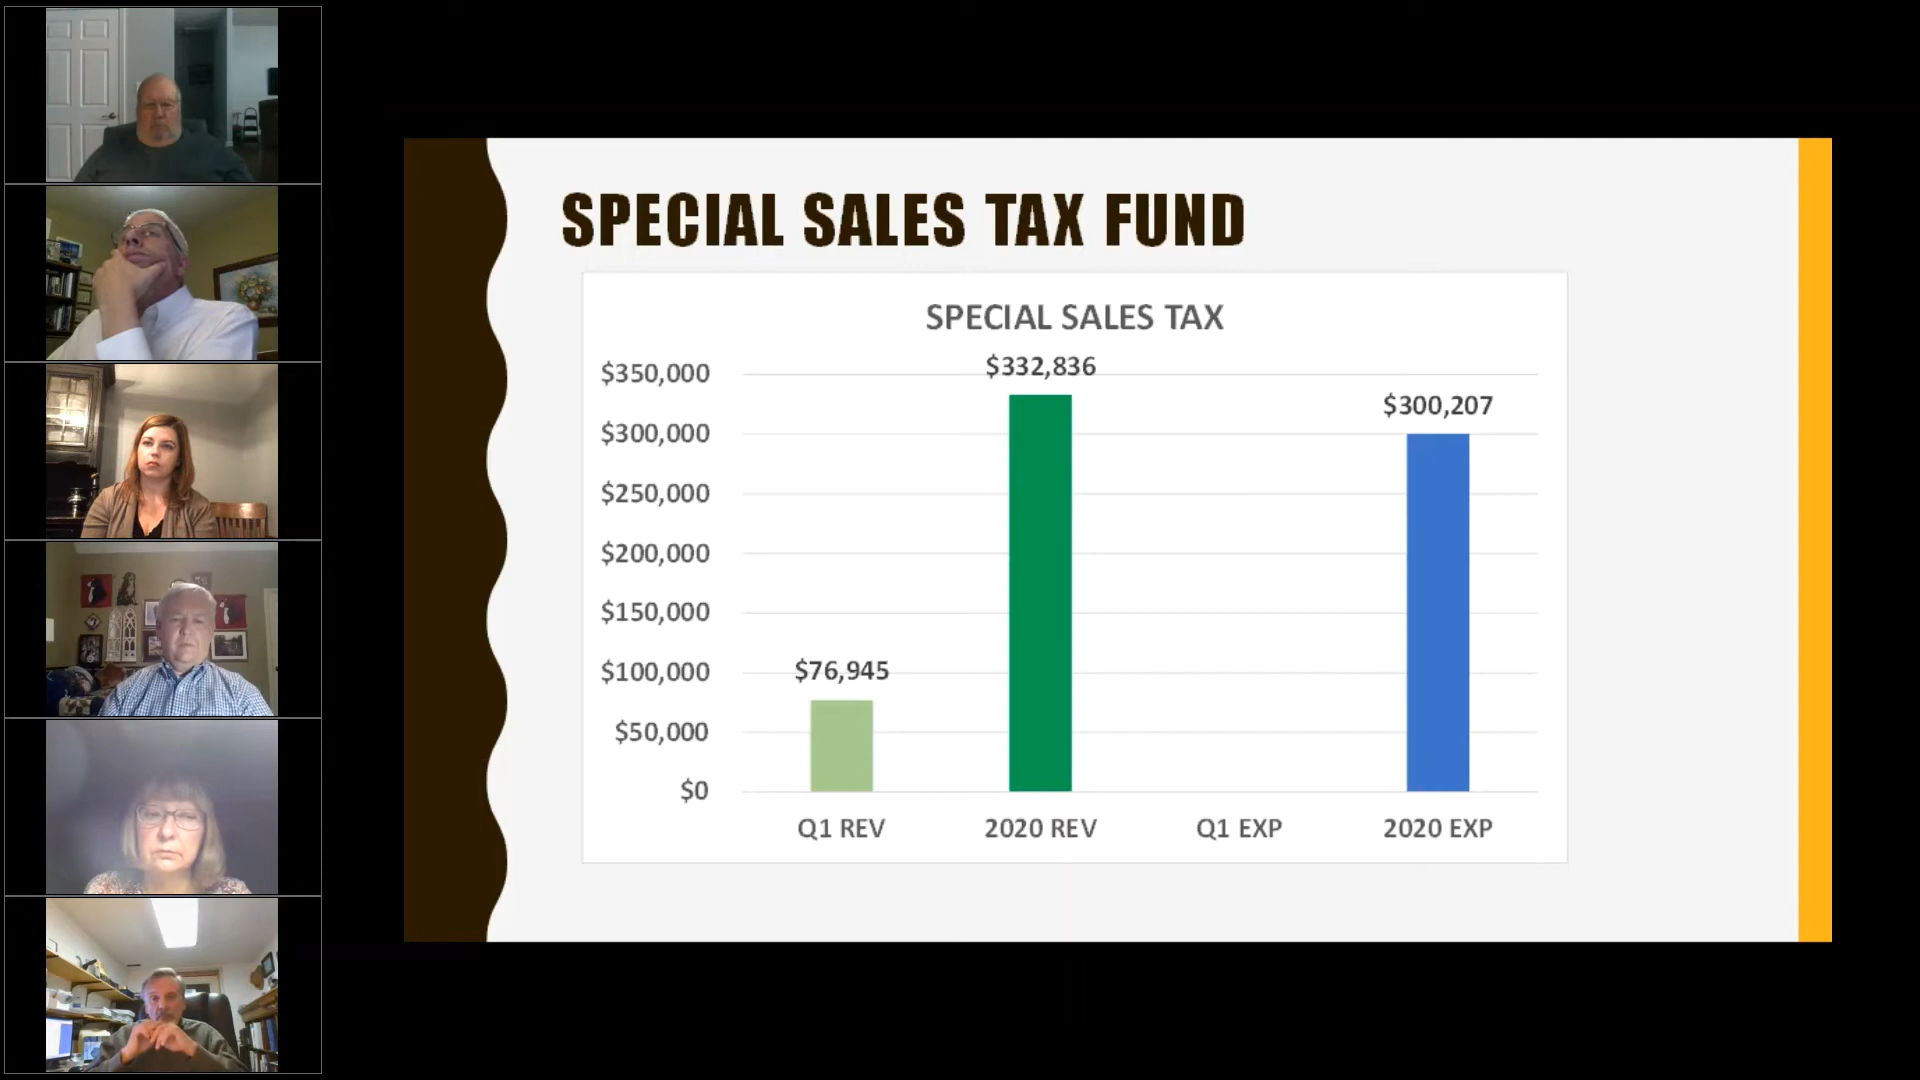 SPECIAL SALES TAX FUND
SPECIAL SALES TAX
$350,000
$300,000
$250,000
$200,000
$150,000
$100,000
$50,000
$0
$76,945
$332,836
$300,207
Q1 REV
2020 REV
Q1 EXP
2020 EXP